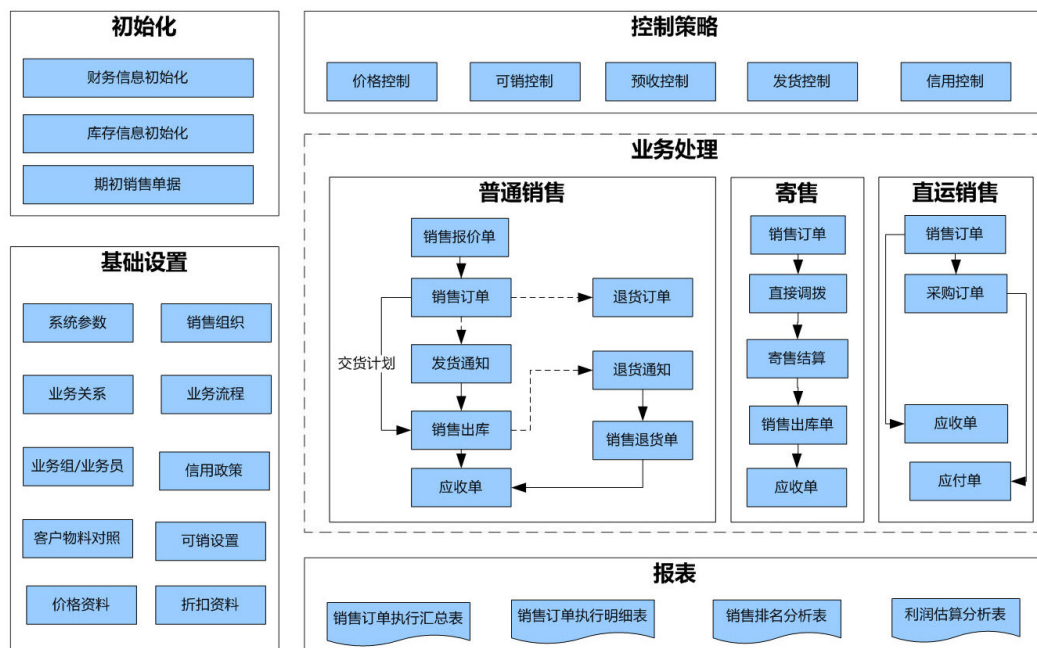 初始化
财务信息初始化
库存信息初始化
期初销售单据
基础设置
系统参数
销售组织
业务关系
业务流程
业务组/业务员
信用政策
客户物料对照
可销设置
价格资料
折扣资料
控制策略
价格控制
可销控制
预收控制
发货控制
信用控制
业务处理
普通销售
销售报价单
销售订单
退货订单
交货计划
发货通知
退货通知
销售出库
销售退货单
应收单
寄售
销售订单
直接调拨
寄售结算
销售出库单
应收单
直运销售
销售订单
采购订单
应收单
应付单
报表
销售订单执行汇总表
销售订单执行明细表
销售排名分析表
利润估算分析表